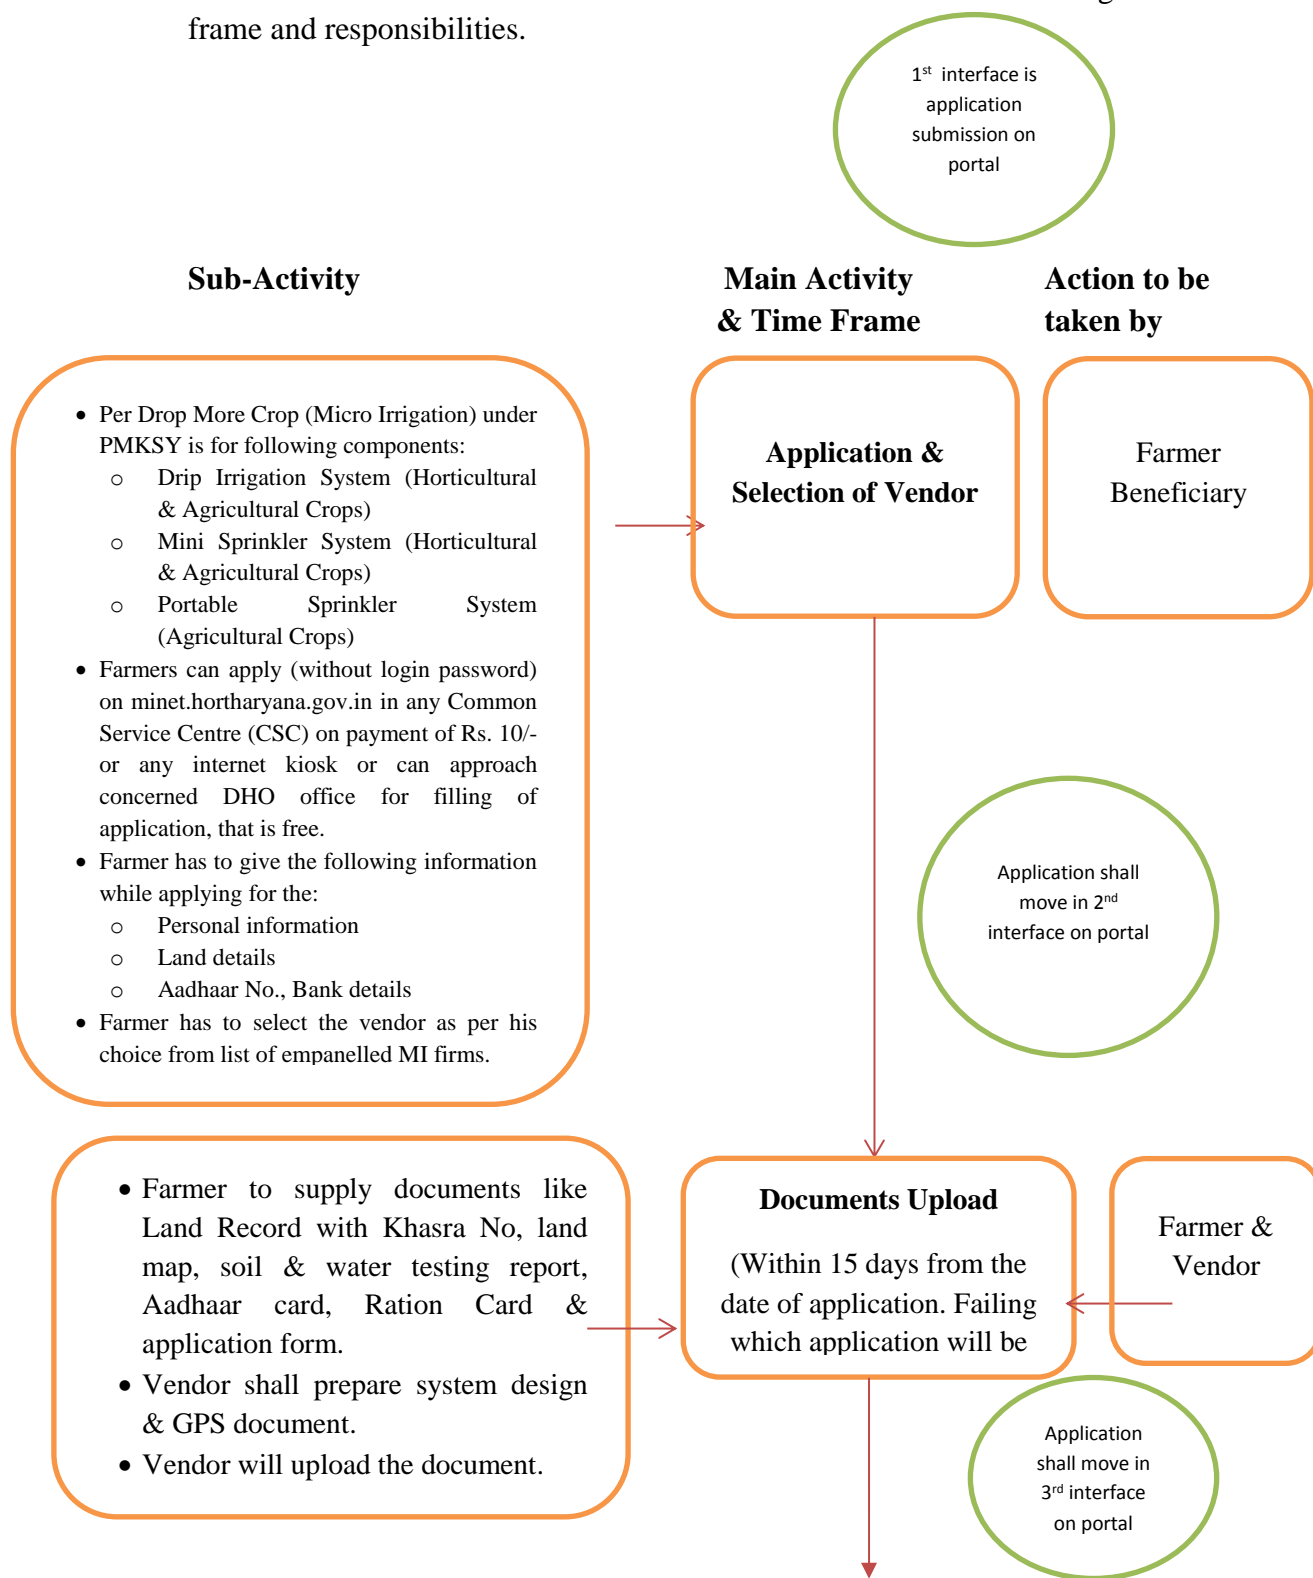 frame and responsibilities.
1st interface is
application
submission on
portal
Sub-Activity
Main Activity
& Time Frame
Action to be
taken by
• Per Drop More Crop (Micro Irrigation) under
PMKSY is for following components:
o Drip Irrigation System (Horticultural
& Agricultural Crops)
o Mini Sprinkler System (Horticultural
& Agricultural Crops)
o Portable Sprinkler System
(Agricultural Crops)
• Farmers can apply (without login password)
on minet.hortharyana.gov.in in any Common
Service Centre (CSC) on payment of Rs. 10/-
or any internet kiosk or can approach
concerned DHO office for filling of
application, that is free.
• Farmer has to give the following information
while applying for the:
o Personal information
o Land details
o Aadhaar No., Bank details
• Farmer has to select the vendor as per his
choice from list of empanelled MI firms.
Application &
Selection of Vendor
Farmer
Beneficiary
Application shall
move in 2nd
interface on portal
• Farmer to supply documents like
Land Record with Khasra No, land
map, soil & water testing report,
Aadhaar card, Ration Card &
application form.
• Vendor shall prepare system design
& GPS document.
• Vendor will upload the document.
Documents Upload
(Within 15 days from the
date of application. Failing
which application will be
Farmer &
Vendor
Application
shall move in
3rd interface
on portal